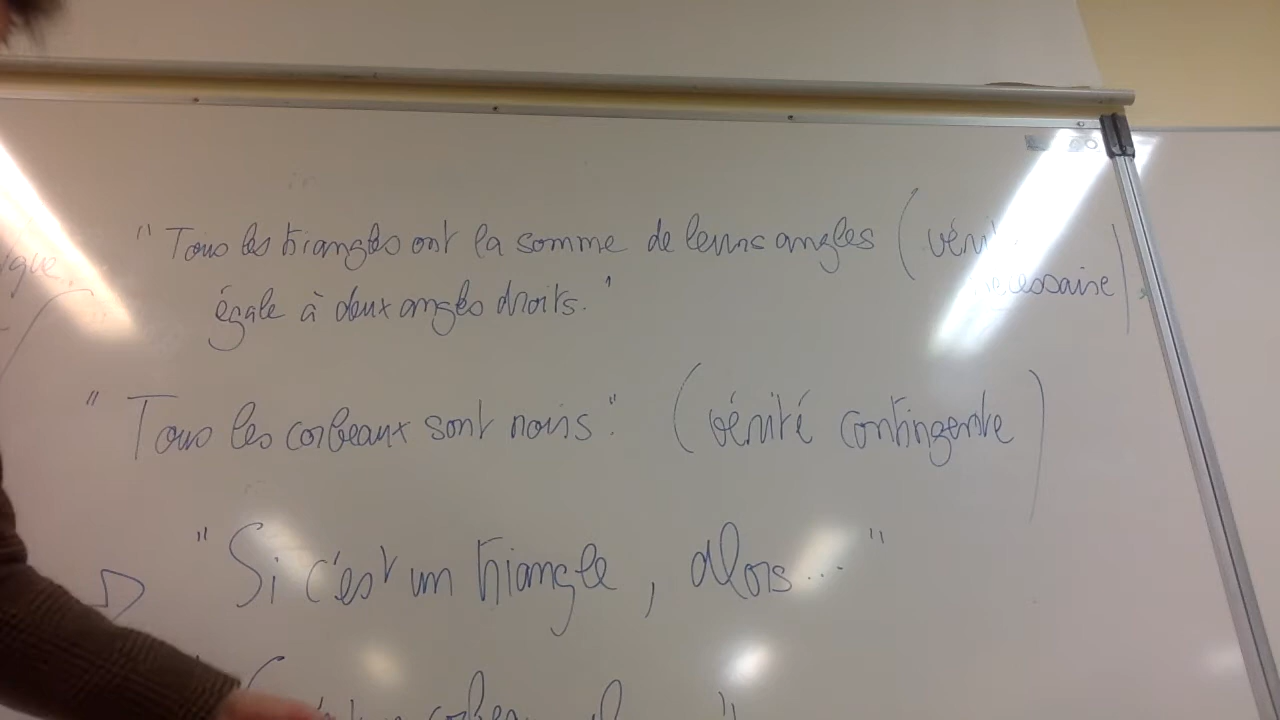 " Tous les triangles ont la somme de leurs angles (vérité
égale à deux angles droits. " nécessaire)
" Tous les corbeaux sont noirs ". (vérité contingente)
" Si c'est un triangle, alors... "
"